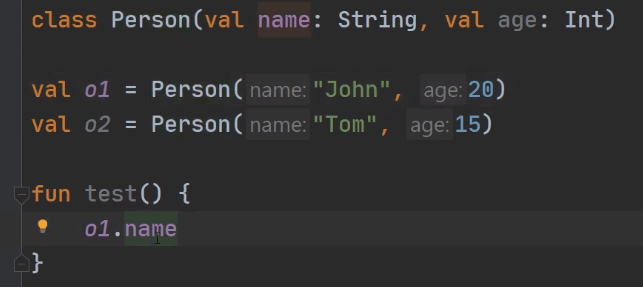 class Person(val name: String, val age: Int)
val o1 = Person( name: "John", age: 20)
val o2 = Person( name: "Tom", age: 15)
fun test() {
o1.name
}